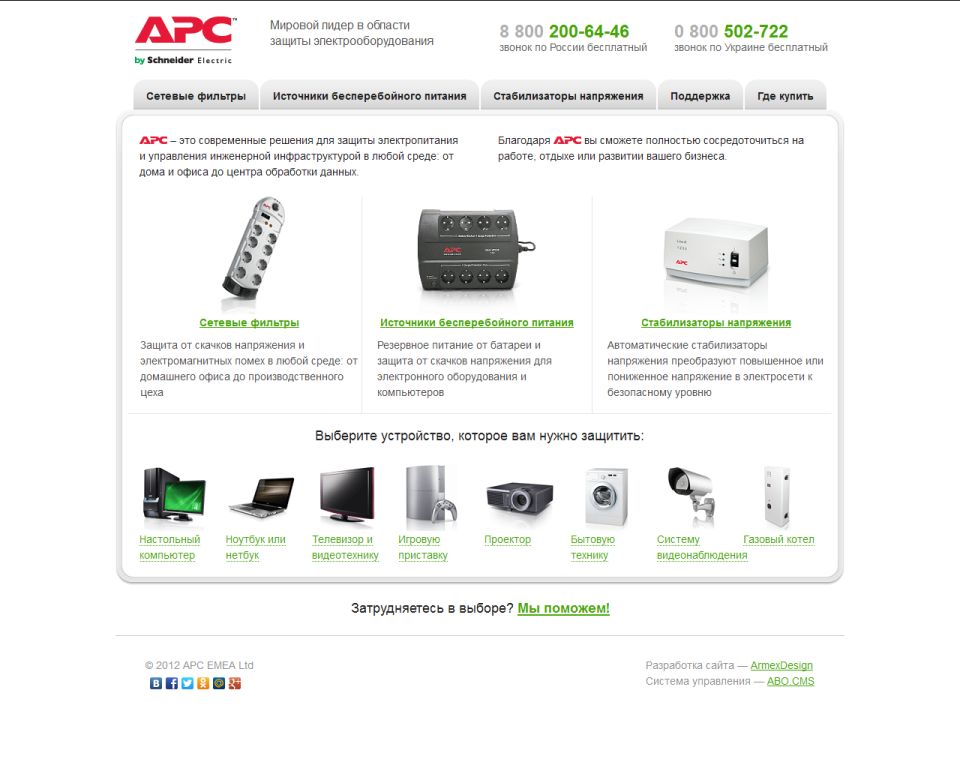 APC™
by Schneider Electric
Мировой лидер в области
защиты электрооборудования
8 800 200-64-46
звонок по России бесплатный
0 800 502-722
звонок по Украине бесплатный
Сетевые фильтры
Источники бесперебойного питания
Стабилизаторы напряжения
Поддержка
Где купить
APC – это современные решения для защиты электропитания
и управления инженерной инфраструктурой в любой среде: от
дома и офиса до центра обработки данных.
Благодаря APC вы сможете полностью сосредоточиться на
работе, отдыхе или развитии вашего бизнеса.
APC
APC
APC
Сетевые фильтры
Защита от скачков напряжения и
электромагнитных помех в любой среде: от
домашнего офиса до производственного
цеха
Источники бесперебойного питания
Резервное питание от батареи и
защита от скачков напряжения для
электронного оборудования и
компьютеров
Стабилизаторы напряжения
Автоматические стабилизаторы
напряжения преобразуют повышенное или
пониженное напряжение в электросети к
безопасному уровню
Выберите устройство, которое вам нужно защитить:
Настольный
компьютер
Ноутбук или
нетбук
Телевизор и
видеотехнику
Игровую
приставку
Проектор
Бытовую
технику
Систему
видеонаблюдения
Газовый котел
Затрудняетесь в выборе? Мы поможем!
© 2012 APC EMEA Ltd
Разработка сайта — ArmexDesign
Система управления — ABO.CMS